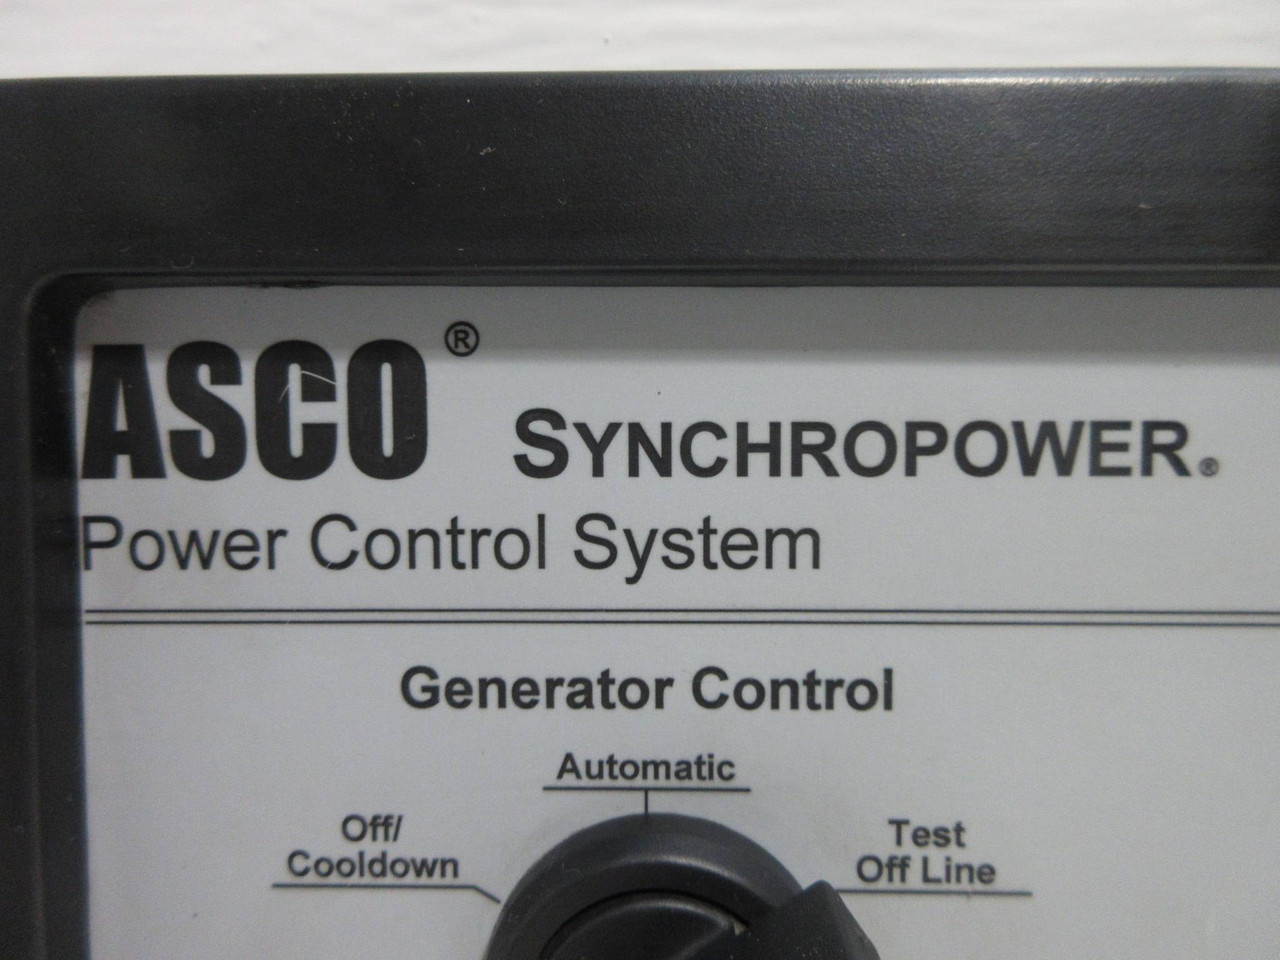 ASCO® SYNCHROPOWER®
Power Control System
Generator Control
Automatic
Off/
Cooldown
Test
Off Line